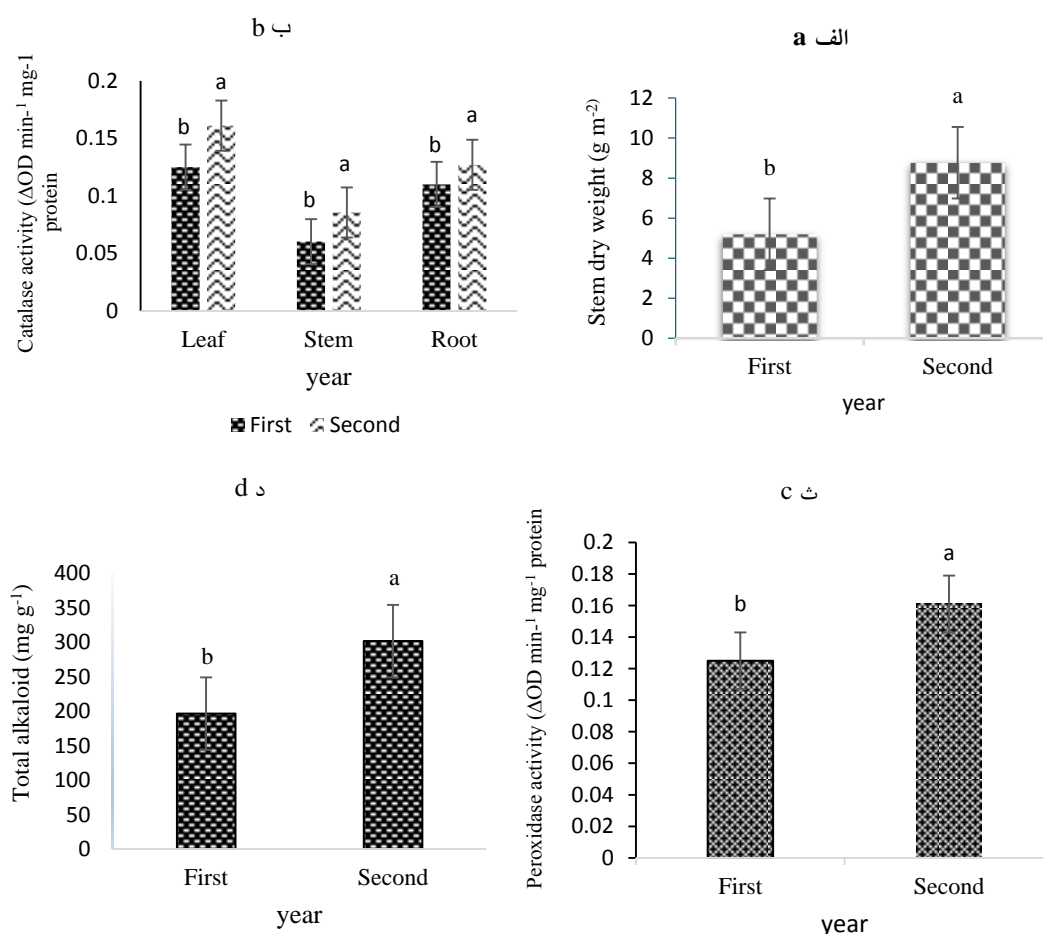 ب b
Catalase activity (ΔOD min-¹ mg-1
protein
0.2
0.15
0.1
0.05
0
b
a
b
a
b
a
Leaf
Stem
Root
year
First
Second
الف a
Stem dry weight (g m⁻²)
12
10
8
6
4
2
0
b
a
First
Second
year
د d
Total alkaloid (mg g⁻¹)
400
350
300
250
200
150
100
50
0
b
a
First
Second
year
ث c
Peroxidase activity (ΔOD min-¹ mg⁻¹ protein
0.2
0.18
0.16
0.14
0.12
0.1
0.08
0.06
0.04
0.02
0
b
a
First
Second
year